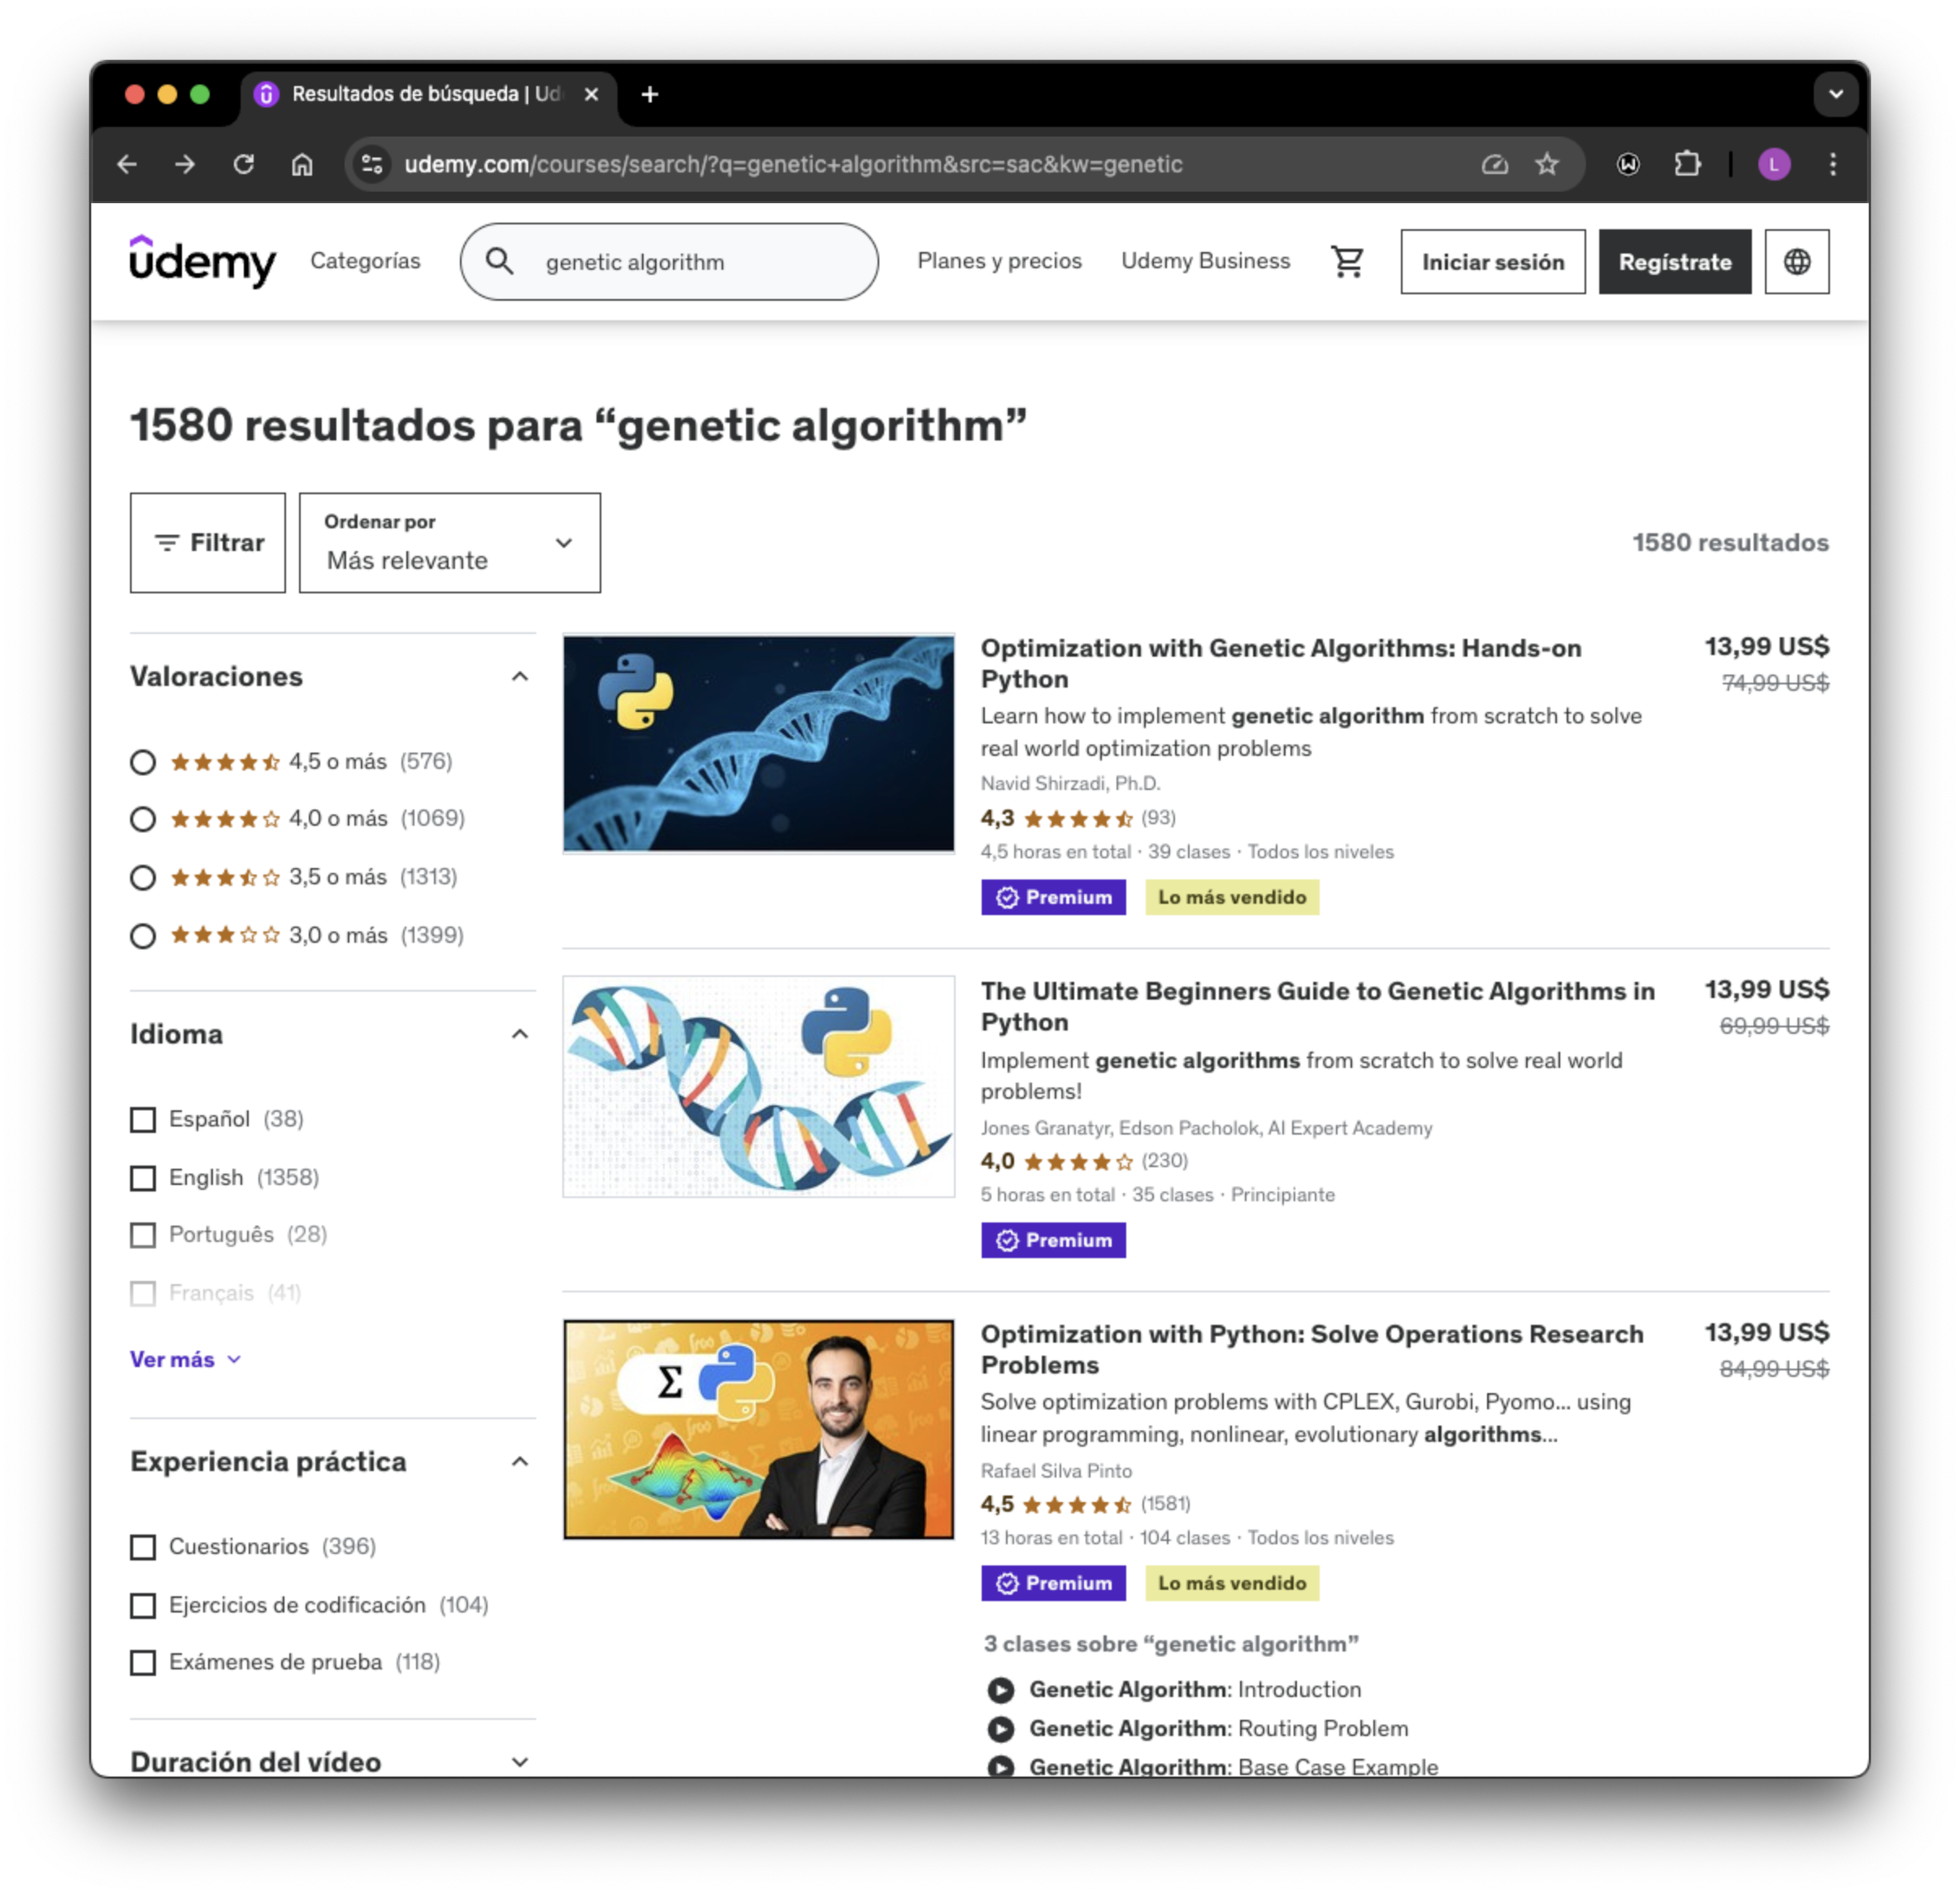 Resultados de búsqueda | Ud
udemy.com/courses/search/?q=genetic+algorithm&src=sac&kw=genetic
L
udemy
Categorías
genetic algorithm
Planes y precios
Udemy Business
Iniciar sesión
Regístrate
1580 resultados para “genetic algorithm”
Filtrar
Ordenar por
Más relevante
1580 resultados
Valoraciones
4,5 o más (576)
4,0 o más (1069)
3,5 o más (1313)
3,0 o más (1399)
Idioma
Español (38)
English (1358)
Português (28)
Français (41)
Ver más
Experiencia práctica
Cuestionarios (396)
Ejercicios de codificación (104)
Exámenes de prueba (118)
Duración del vídeo
Optimization with Genetic Algorithms: Hands-on
Python
13,99 US$
74,99 US$
Learn how to implement genetic algorithm from scratch to solve
real world optimization problems
Navid Shirzadi, Ph.D.
4,3 (93)
4,5 horas en total · 39 clases · Todos los niveles
Premium
Lo más vendido
The Ultimate Beginners Guide to Genetic Algorithms in
Python
13,99 US$
69,99 US$
Implement genetic algorithms from scratch to solve real world
problems!
Jones Granatyr, Edson Pacholok, AI Expert Academy
4,0 (230)
5 horas en total · 35 clases · Principiante
Premium
Σ
Optimization with Python: Solve Operations Research
Problems
13,99 US$
84,99 US$
Solve optimization problems with CPLEX, Gurobi, Pyomo... using
linear programming, nonlinear, evolutionary algorithms...
Rafael Silva Pinto
4,5 (1581)
13 horas en total · 104 clases · Todos los niveles
Premium
Lo más vendido
3 clases sobre “genetic algorithm”
Genetic Algorithm: Introduction
Genetic Algorithm: Routing Problem
Genetic Algorithm: Base Case Example